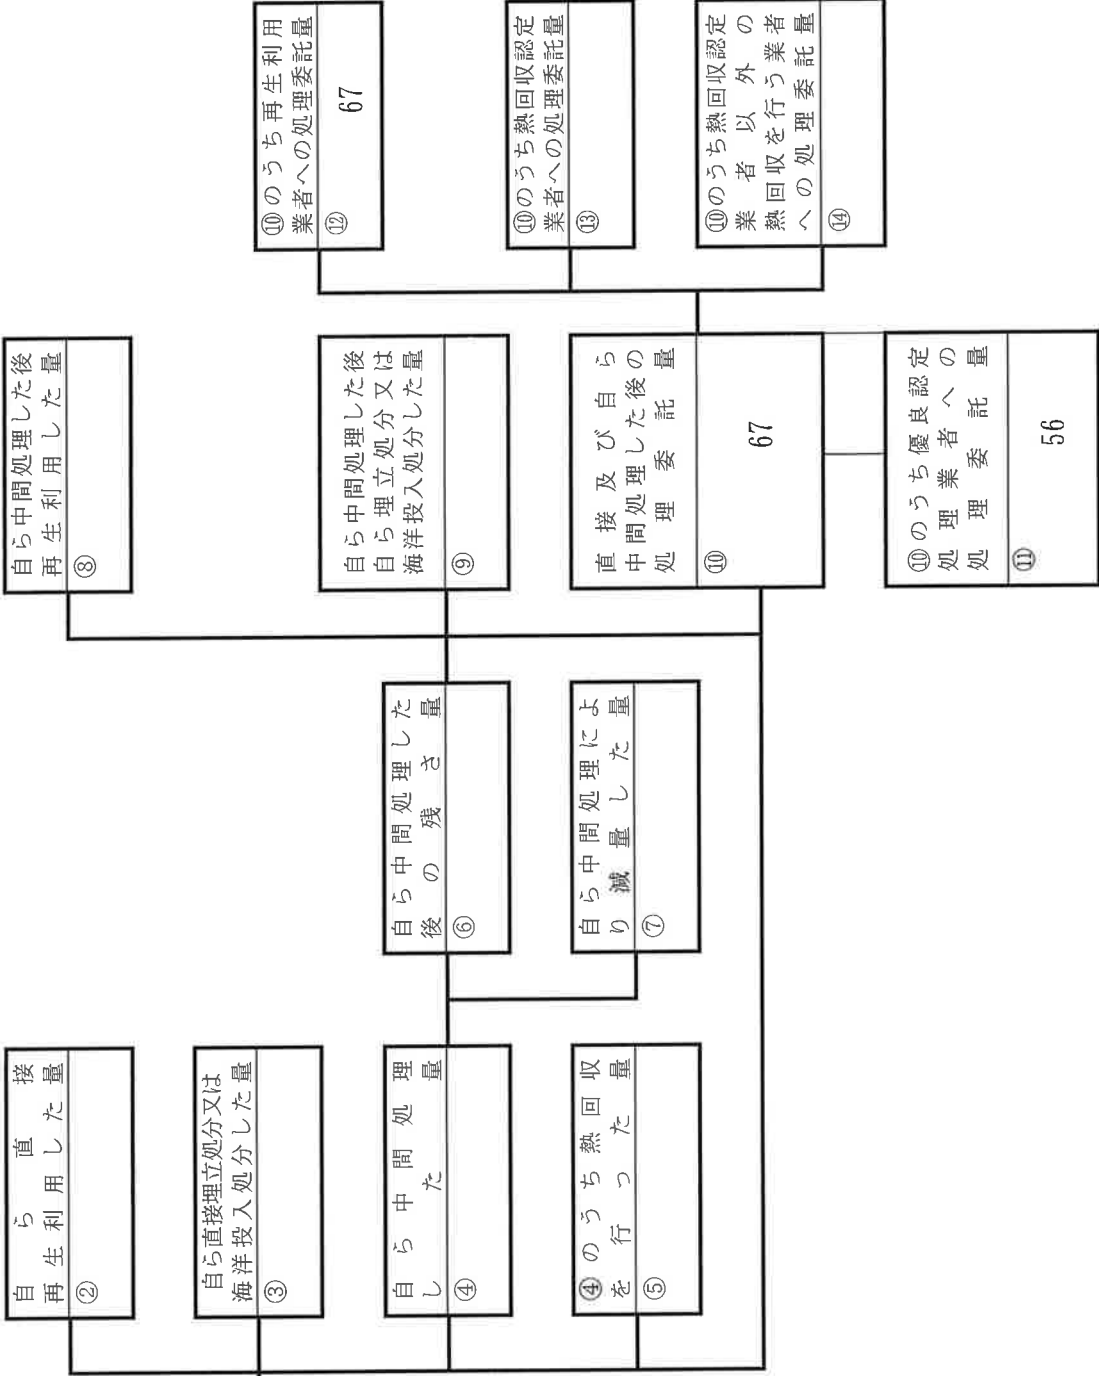 自ら直接
再生利用した量
②
自ら直接埋立処分又は
海洋投入処分した量
③
自ら中間処理
した量
④
④のうち熱回収
を行った量
⑤
自ら中間処理した
後の残さ量
⑥
自ら中間処理によ
り減量した量
⑦
自ら中間処理した後
再生利用した量
⑧
自ら中間処理した後
自ら埋立処分又は
海洋投入処分した量
⑨
直接及び自ら
中間処理した後の
処理委託量
⑩
67
⑩のうち優良認定
処理業者への
処理委託量
⑪
56
⑩のうち再生利用
業者への処理委託量
⑫
67
⑩のうち熱回収認定
業者への処理委託量
⑬
⑩のうち熱回収認定
業者以外の
熱回収を行う業者
への処理委託量
⑭